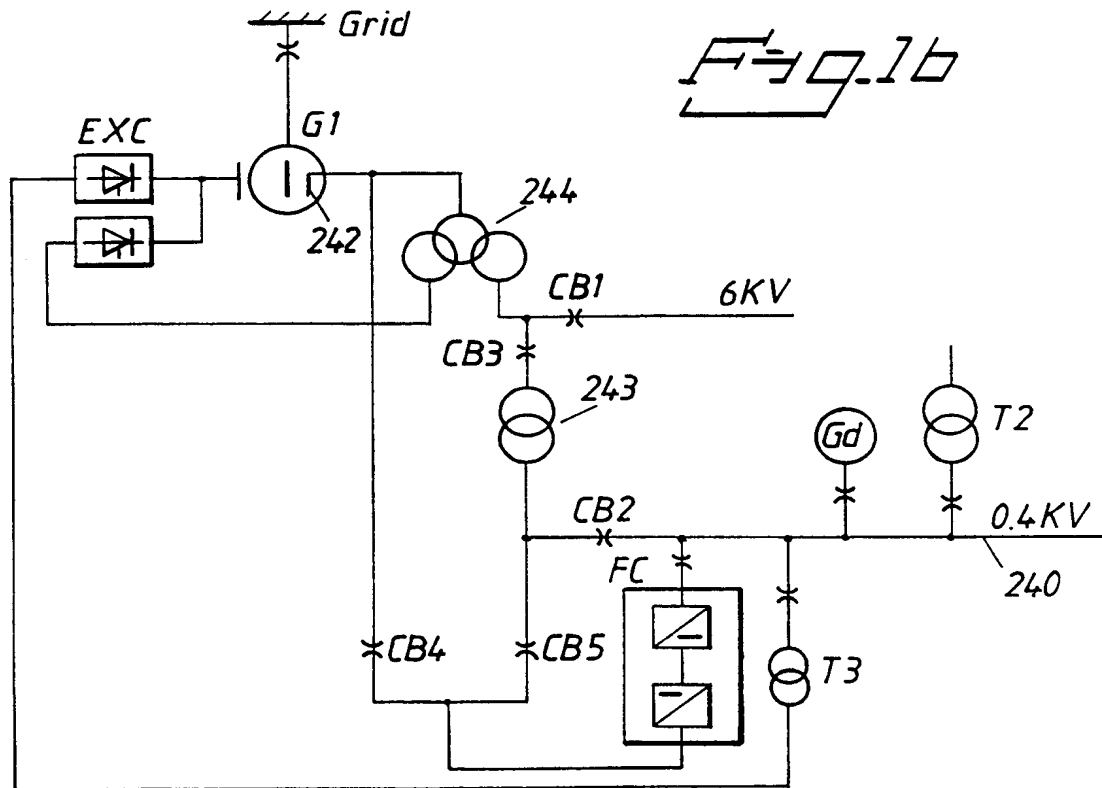 Grid
Fig. 1b
EXC
G1
242
244
CB1
6KV
CB3
243
Gd
T2
CB2
0.4KV
FC
240
CB4
CB5
T3